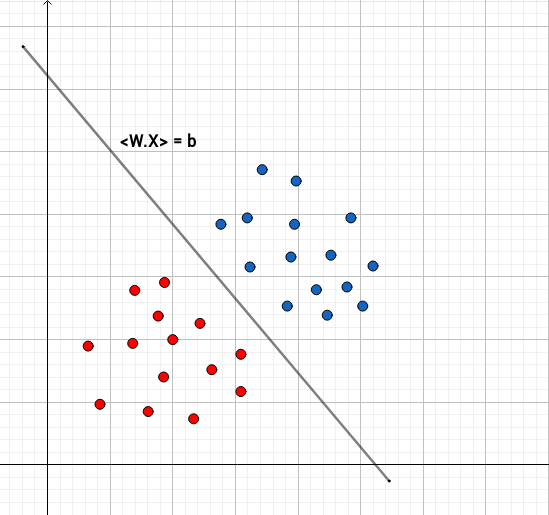 <W.X> = b